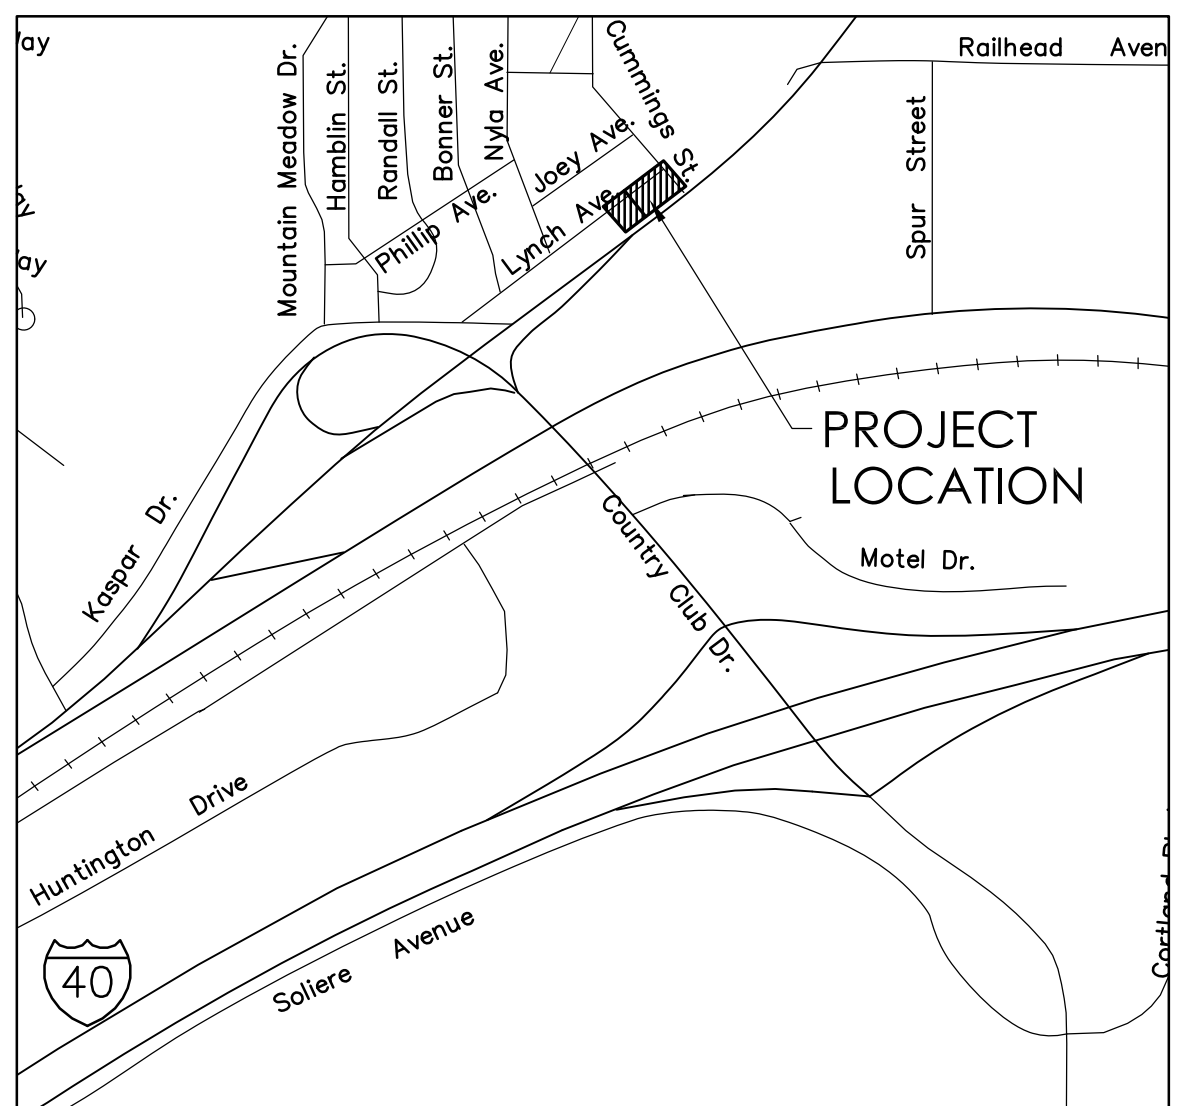 Railhead Aven
Mountain Meadow Dr.
Hamblin St.
Randall St.
Bonner St.
Nyla Ave.
Cummings St.
Joey Ave.
Phillip Ave.
Lynch Ave.
Spur Street
PROJECT
LOCATION
Kaspar Dr.
Country Club Dr.
Motel Dr.
Huntington Drive
Soliere Avenue
40
Cortland